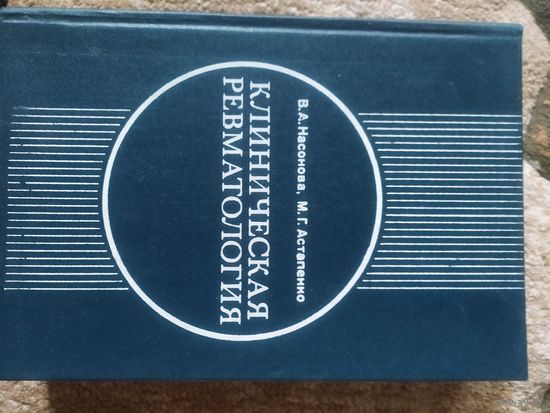 В.А.Насонова, М.Г.Астапенко
КЛИНИЧЕСКАЯ
РЕВМАТОЛОГИЯ